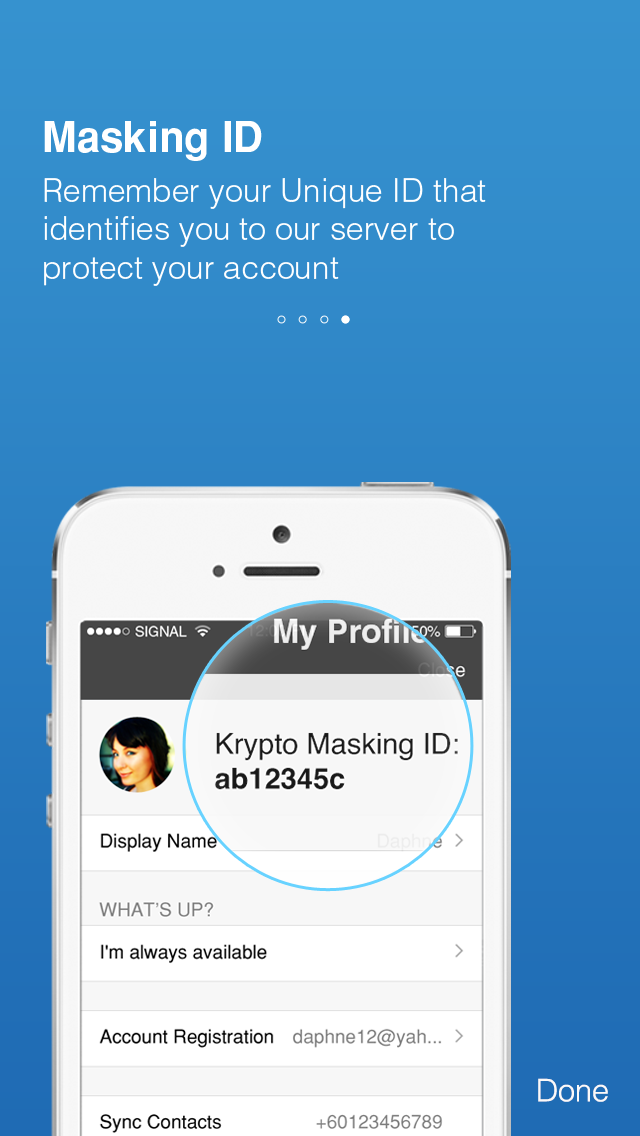 Masking ID
Remember your Unique ID that
identifies you to our server to
protect your account
SIGNAL
50%
My Profile
Close
Krypto Masking ID:
ab12345c
Display Name Daphne
WHAT'S UP?
I'm always available
Account Registration daphne12@yah...
Sync Contacts +60123456789
Done